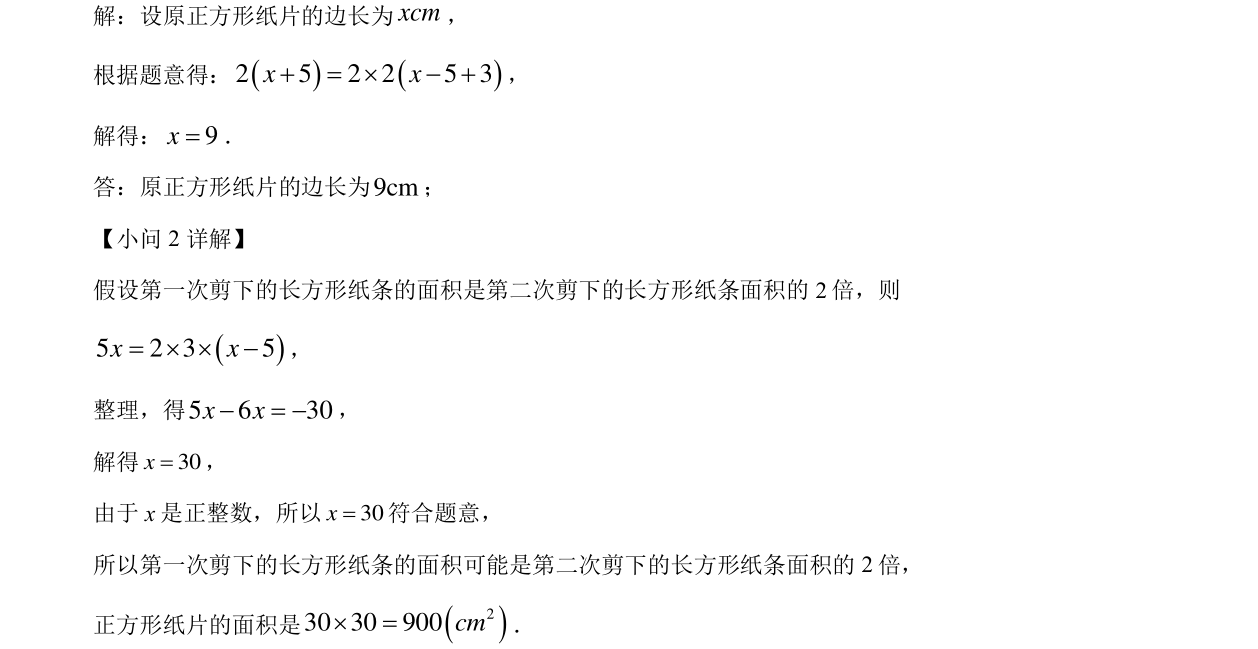 解：设原正方形纸片的边长为xcm，
根据题意得：2(x+5)=2×2(x−5+3)，
解得：x=9．
答：原正方形纸片的边长为9cm；
【小问 2 详解】
假设第一次剪下的长方形纸条的面积是第二次剪下的长方形纸条面积的 2 倍，则
5x=2×3×(x−5)，
整理，得5x−6x=−30，
解得 x=30，
由于 x 是正整数，所以 x=30 符合题意，
所以第一次剪下的长方形纸条的面积可能是第二次剪下的长方形纸条面积的 2 倍，
正方形纸片的面积是30×30=900(cm²)．